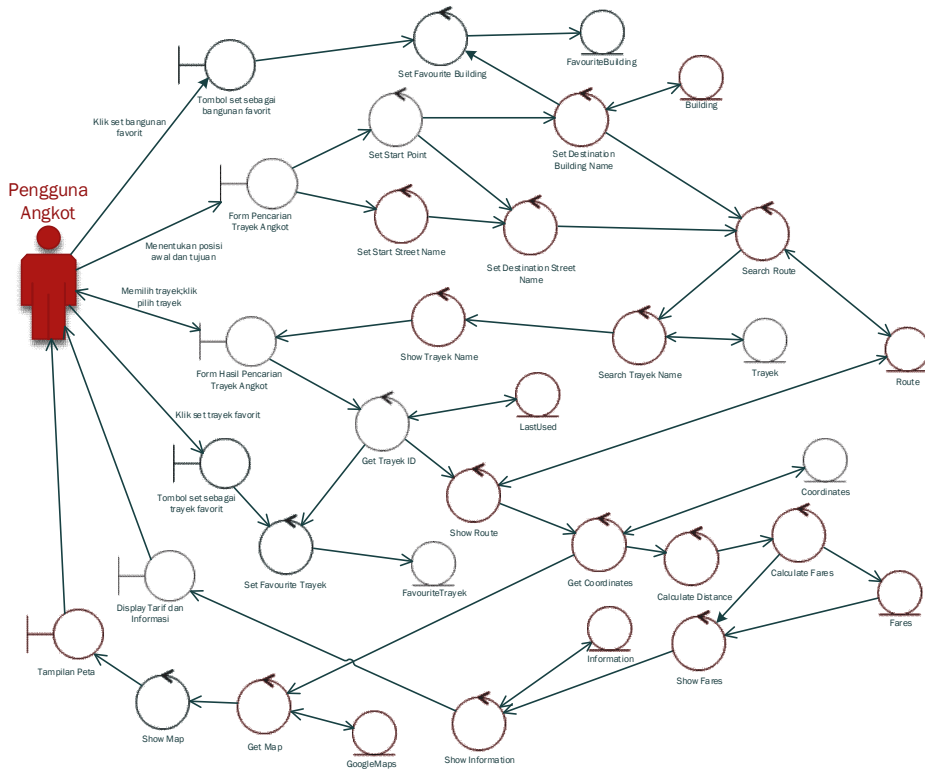 FavouriteBuilding
Set Favourite Building
Tombol set sebagai
bangunan favorit
Building
Klik set bangunan
favorit
Set Start Point
Set Destination
Building Name
Pengguna
Angkot
Form Pencarian
Trayek Angkot
Menentukan posisi
awal dan tujuan
Set Start Street Name
Set Destination Street
Name
Search Route
Memilih trayek;klik
pilih trayek
Form Hasil Pencarian
Trayek Angkot
Show Trayek Name
Search Trayek Name
Trayek
Route
Klik set trayek favorit
LastUsed
Get Trayek ID
Tombol set sebagai
trayek favorit
Show Route
Coordinates
Set Favourite Trayek
FavouriteTrayek
Get Coordinates
Calculate Distance
Calculate Fares
Display Tarif dan
Informasi
Fares
Information
Tampilan Peta
Show Fares
Show Map
Get Map
GoogleMaps
Show Information